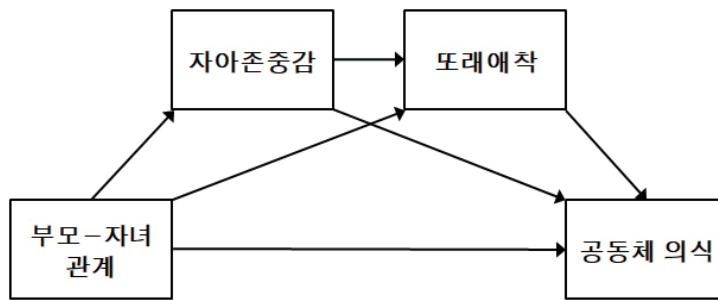 자아존중감
또래애착
부모-자녀
관계
공동체 의식